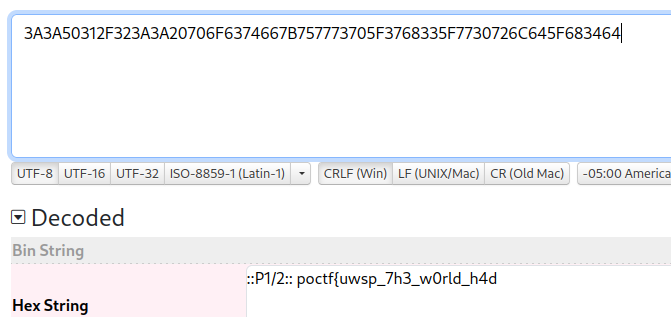 3A3A50312F323A3A20706F6374667B757773705F3768335F7730726C645F683464
UTF-8 UTF-16 UTF-32 ISO-8859-1 (Latin-1) CRLF (Win) LF (UNIX/Mac) CR (Old Mac) -05:00 America
Decoded
Bin String
::P1/2:: poctf{uwsp_7h3_w0rld_h4d
Hex String